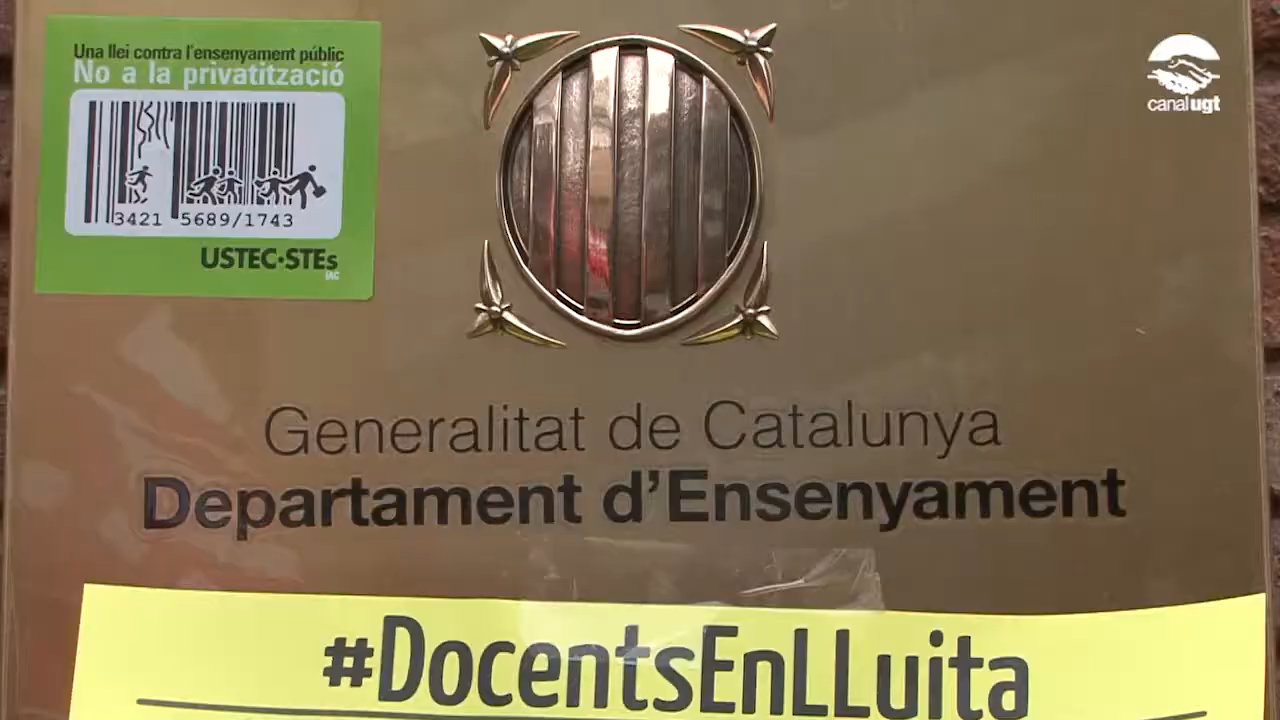 Una llei contra l'ensenyament públic
No a la privatització
3421 5689/1743
USTEC·STEs
IAC
canalugt
Generalitat de Catalunya
Departament d'Ensenyament
#DocentsEnLLuita